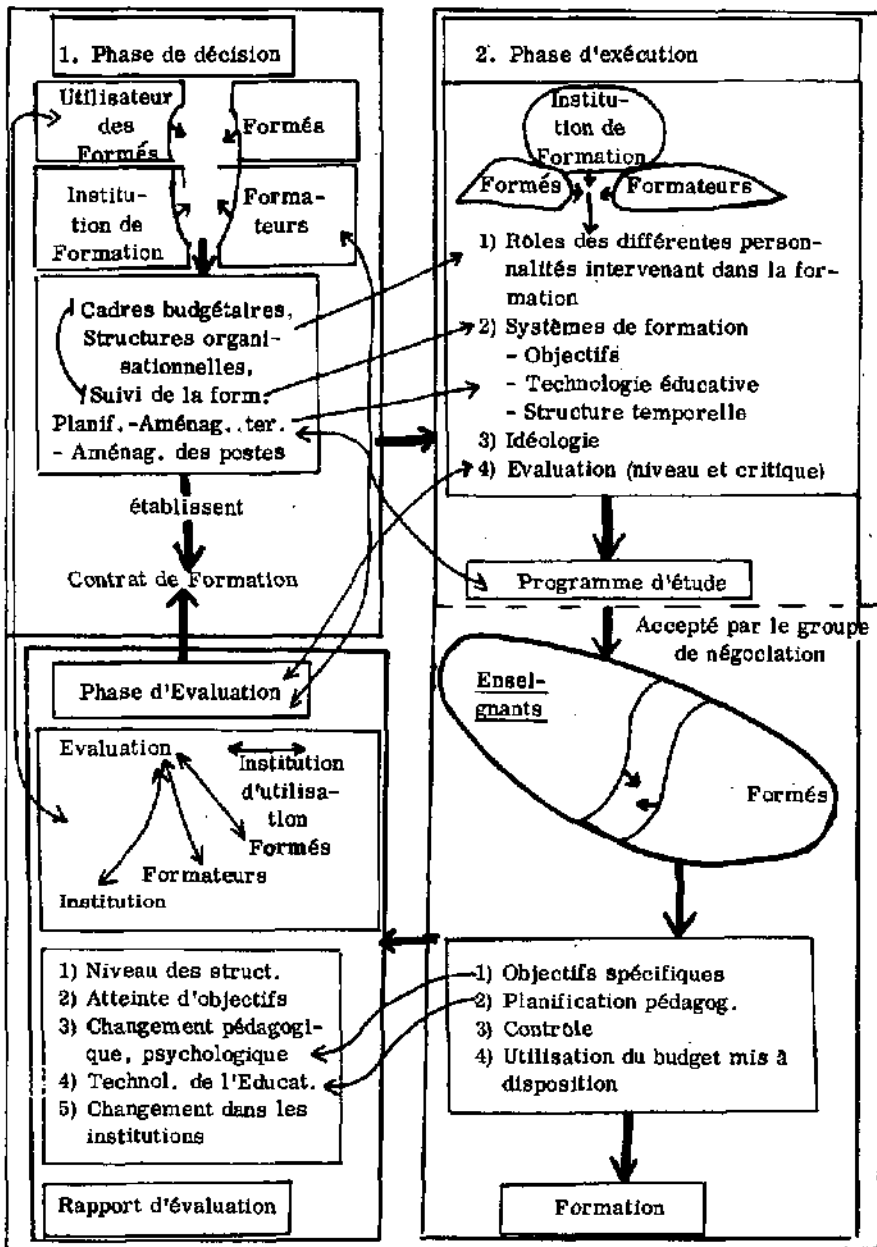 1. Phase de décision
Utilisateur
des
Formés
Formés
Institu-
tion de
Formation
Forma-
teurs
Cadres budgétaires,
Structures organi-
sationnelles,
Suivi de la form.
Planif.-Aménag. ter.
- Aménag. des postes
établissent
Contrat de Formation
Phase d'Evaluation
Evaluation
Institution
d'utilisa-
tion
Formés
Formateurs
Institution
1) Niveau des struct.
2) Atteinte d'objectifs
3) Changement pédagogi-
que, psychologique
4) Technol. de l'Educat.
5) Changement dans les
institutions
Rapport d'évaluation
2. Phase d'exécution
Institu-
tion de
Formation
Formés
Formateurs
1) Rôles des différentes person-
nalités intervenant dans la for-
mation
2) Systèmes de formation
- Objectifs
- Technologie éducative
- Structure temporelle
3) Idéologie
4) Evaluation (niveau et critique)
Programme d'étude
Accepté par le groupe
de négociation
Ensei-
gnants
Formés
1) Objectifs spécifiques
2) Planification pédagog.
3) Contrôle
4) Utilisation du budget mis à
disposition
Formation